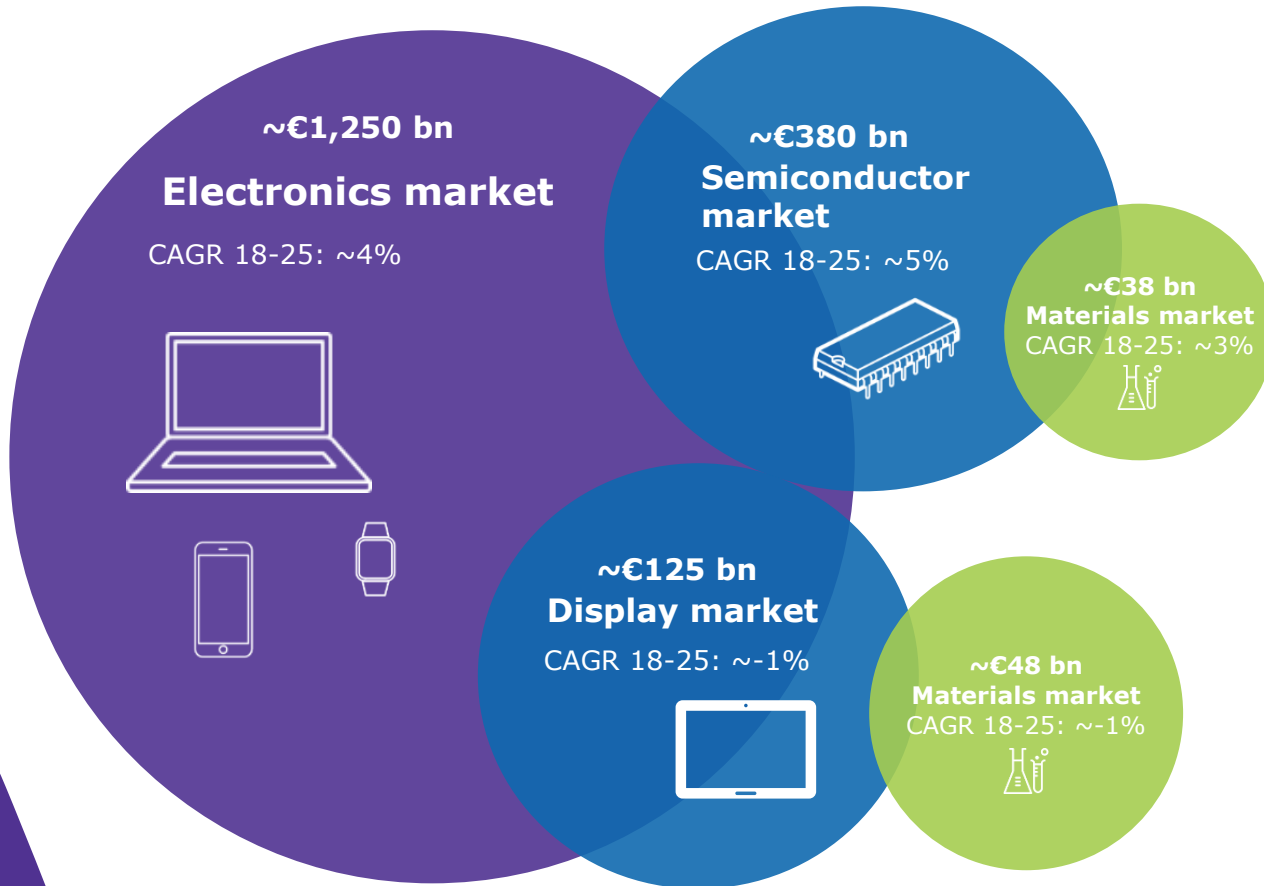 ~€1,250 bn
Electronics market
CAGR 18-25: ~4%
~€380 bn
Semiconductor
market
CAGR 18-25: ~5%
~€38 bn
Materials market
CAGR 18-25: ~3%
~€125 bn
Display market
CAGR 18-25: ~-1%
~€48 bn
Materials market
CAGR 18-25: ~-1%